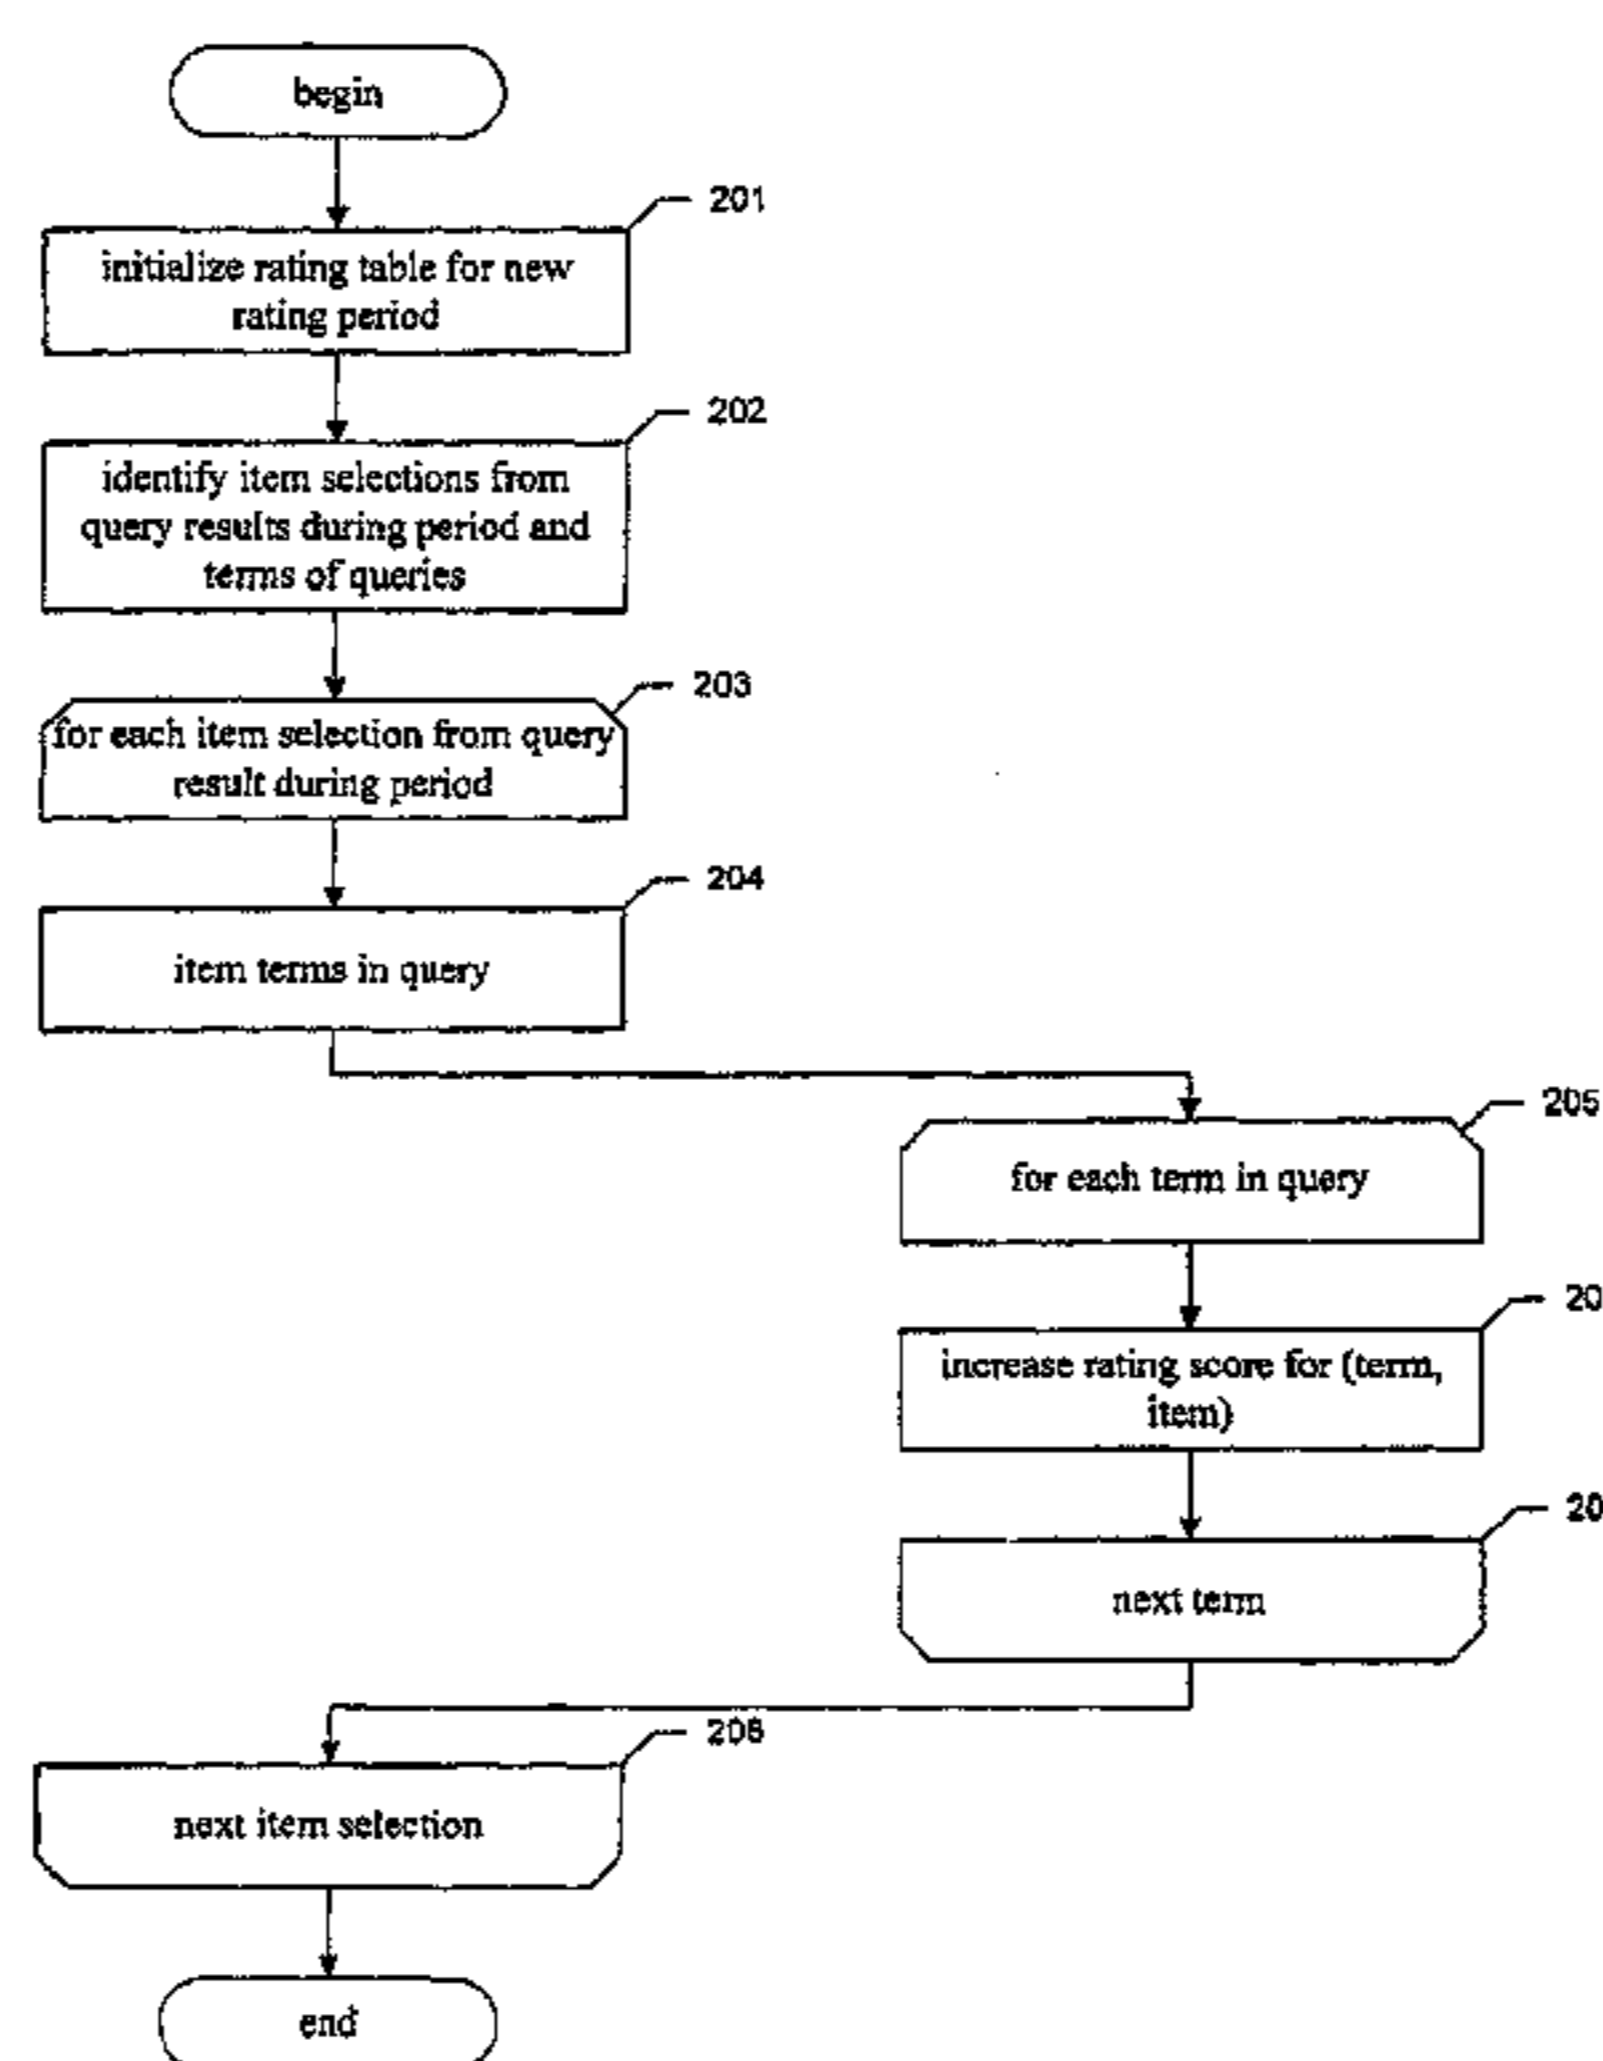 begin
201
initialize rating table for new
rating period
202
identify item selections from
query results during period and
terms of queries
203
for each item selection from query
result during period
204
item terms in query
205
for each term in query
20
increase rating score for (term,
item)
20
next term
208
next item selection
end